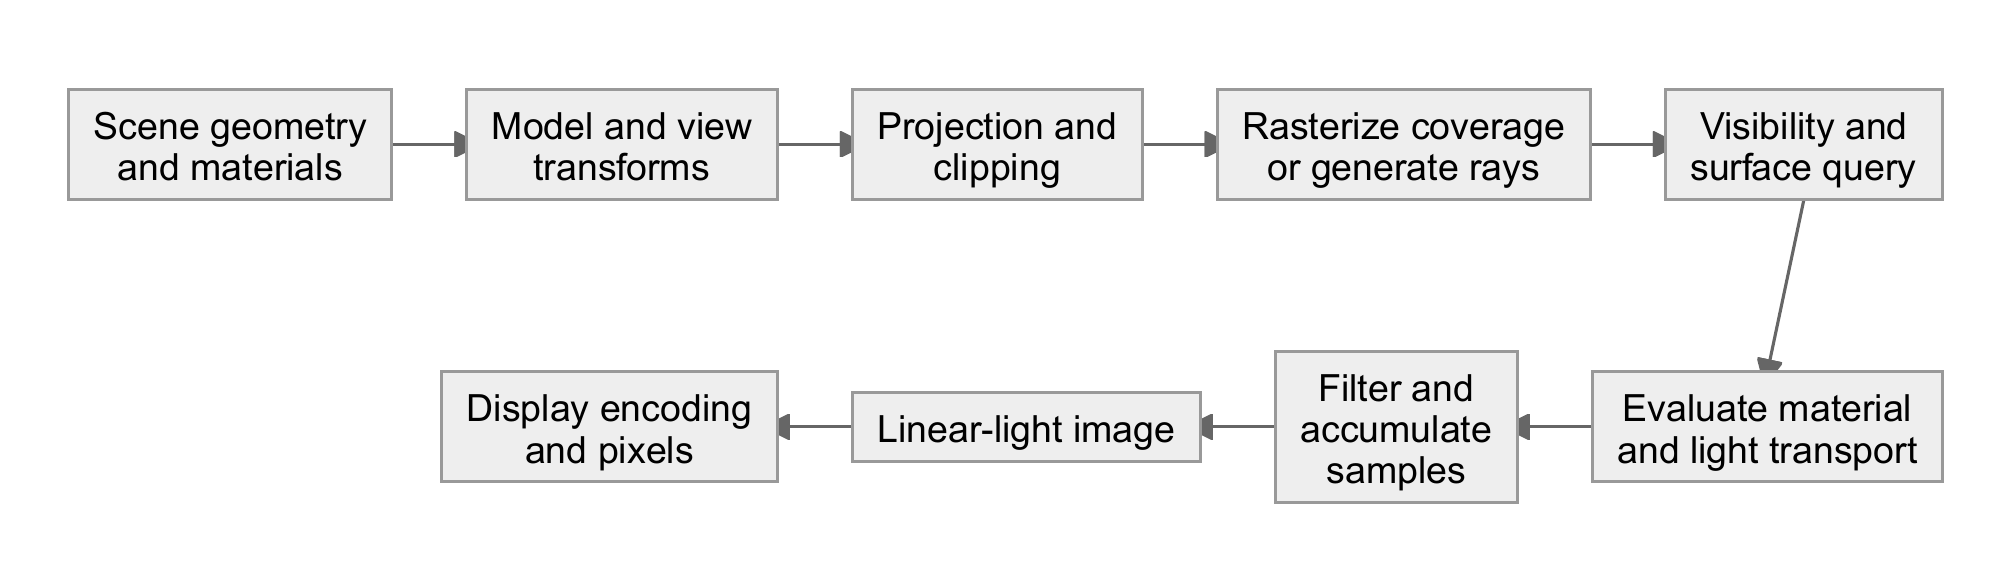 Scene geometry
and materials
Model and view
transforms
Projection and
clipping
Rasterize coverage
or generate rays
Visibility and
surface query
Evaluate material
and light transport
Filter and
accumulate
samples
Linear-light image
Display encoding
and pixels